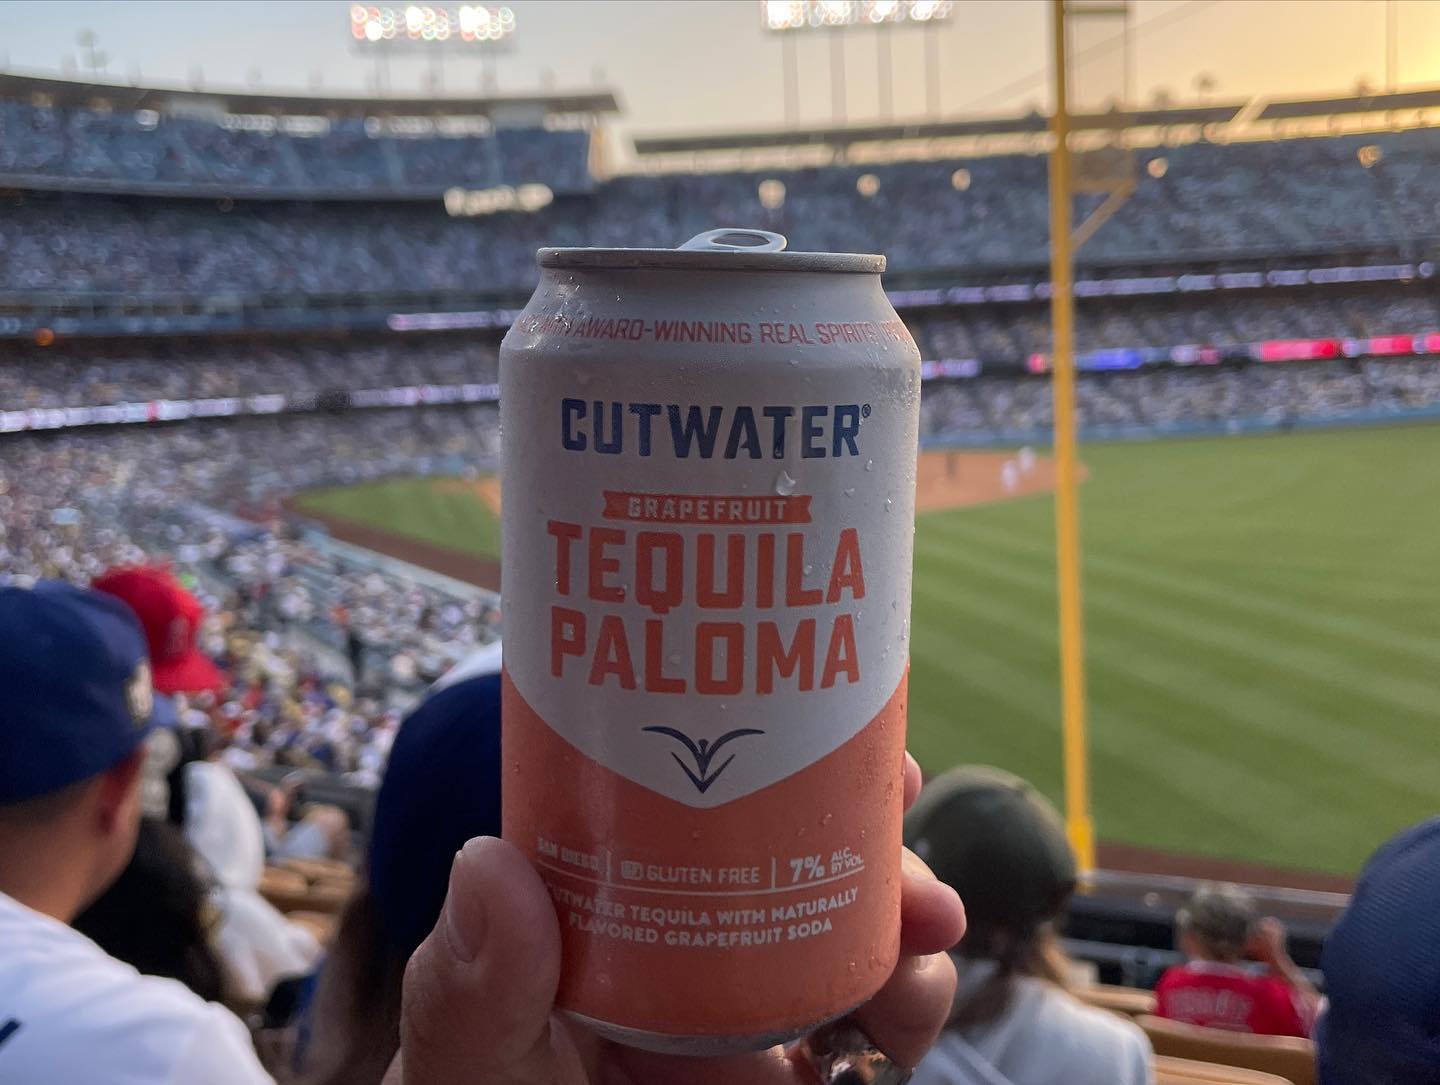 AWARD-WINNING REAL SPIRITS
CUTWATER®
GRAPEFRUIT
TEQUILA
PALOMA
SAN DIEGO | GF GLUTEN FREE | 7% ALC. BY VOL.
CUTWATER TEQUILA WITH NATURALLY
FLAVORED GRAPEFRUIT SODA